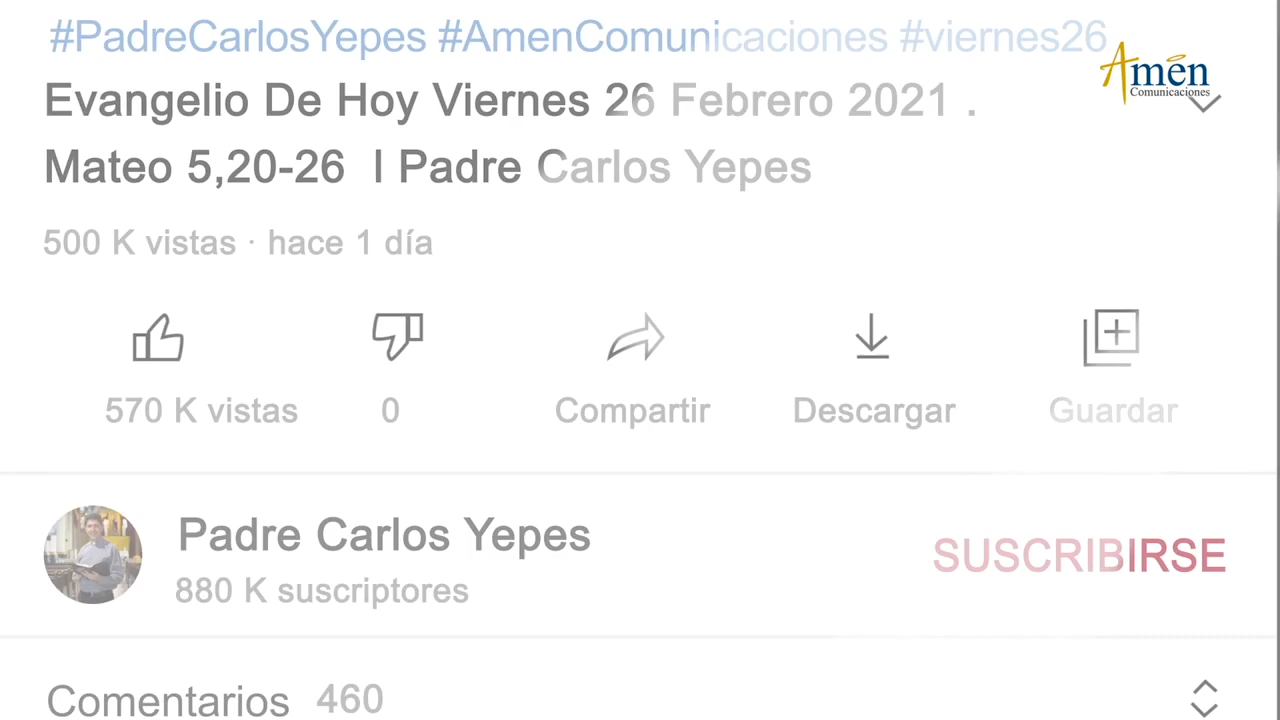 #PadreCarlosYepes #AmenComunicaciones #viernes26
Amén
Comunicaciones
Evangelio De Hoy Viernes 26 Febrero 2021 .
Mateo 5,20-26 l Padre Carlos Yepes
500 K vistas · hace 1 día
570 K vistas 0 Compartir Descargar Guardar
Padre Carlos Yepes
880 K suscriptores
SUSCRIBIRSE
Comentarios 460